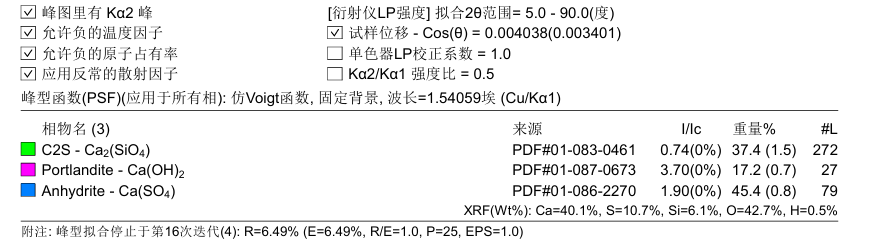 峰图里有 Kα2 峰 [衍射仪LP强度] 拟合2θ范围= 5.0 - 90.0(度)
允许负的温度因子 试样位移 - Cos(θ) = 0.004038(0.003401)
允许负的原子占有率 单色器LP校正系数 = 1.0
应用反常的散射因子 Kα2/Kα1 强度比 = 0.5
峰型函数(PSF)(应用于所有相): 仿Voigt函数, 固定背景, 波长=1.54059埃 (Cu/Kα1)
相物名 (3) 来源 I/Ic 重量% #L
C2S - Ca₂(SiO₄) PDF#01-083-0461 0.74(0%) 37.4 (1.5) 272
Portlandite - Ca(OH)₂ PDF#01-087-0673 3.70(0%) 17.2 (0.7) 27
Anhydrite - Ca(SO₄) PDF#01-086-2270 1.90(0%) 45.4 (0.8) 79
XRF(Wt%): Ca=40.1%, S=10.7%, Si=6.1%, O=42.7%, H=0.5%
附注: 峰型拟合停止于第16次迭代(4): R=6.49% (E=6.49%, R/E=1.0, P=25, EPS=1.0)